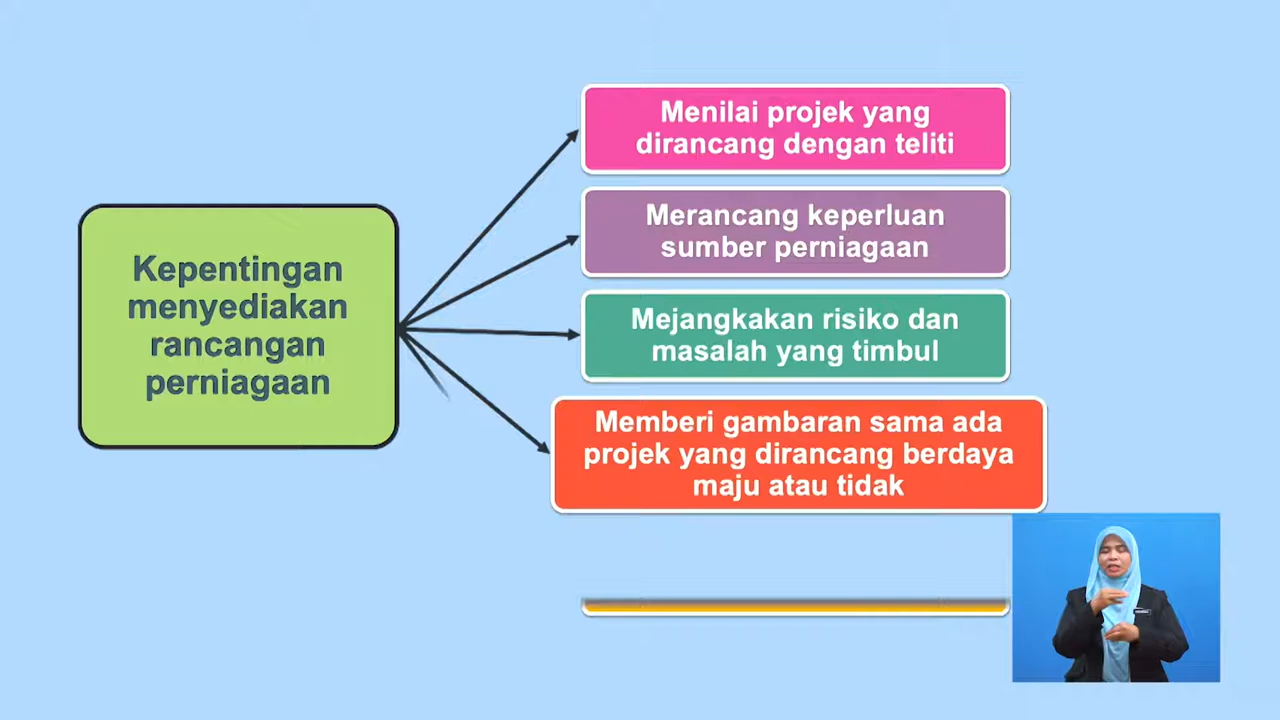 Menilai projek yang
dirancang dengan teliti
Merancang keperluan
sumber perniagaan
Kepentingan
menyediakan
rancangan
perniagaan
Mejangkakan risiko dan
masalah yang timbul
Memberi gambaran sama ada
projek yang dirancang berdaya
maju atau tidak